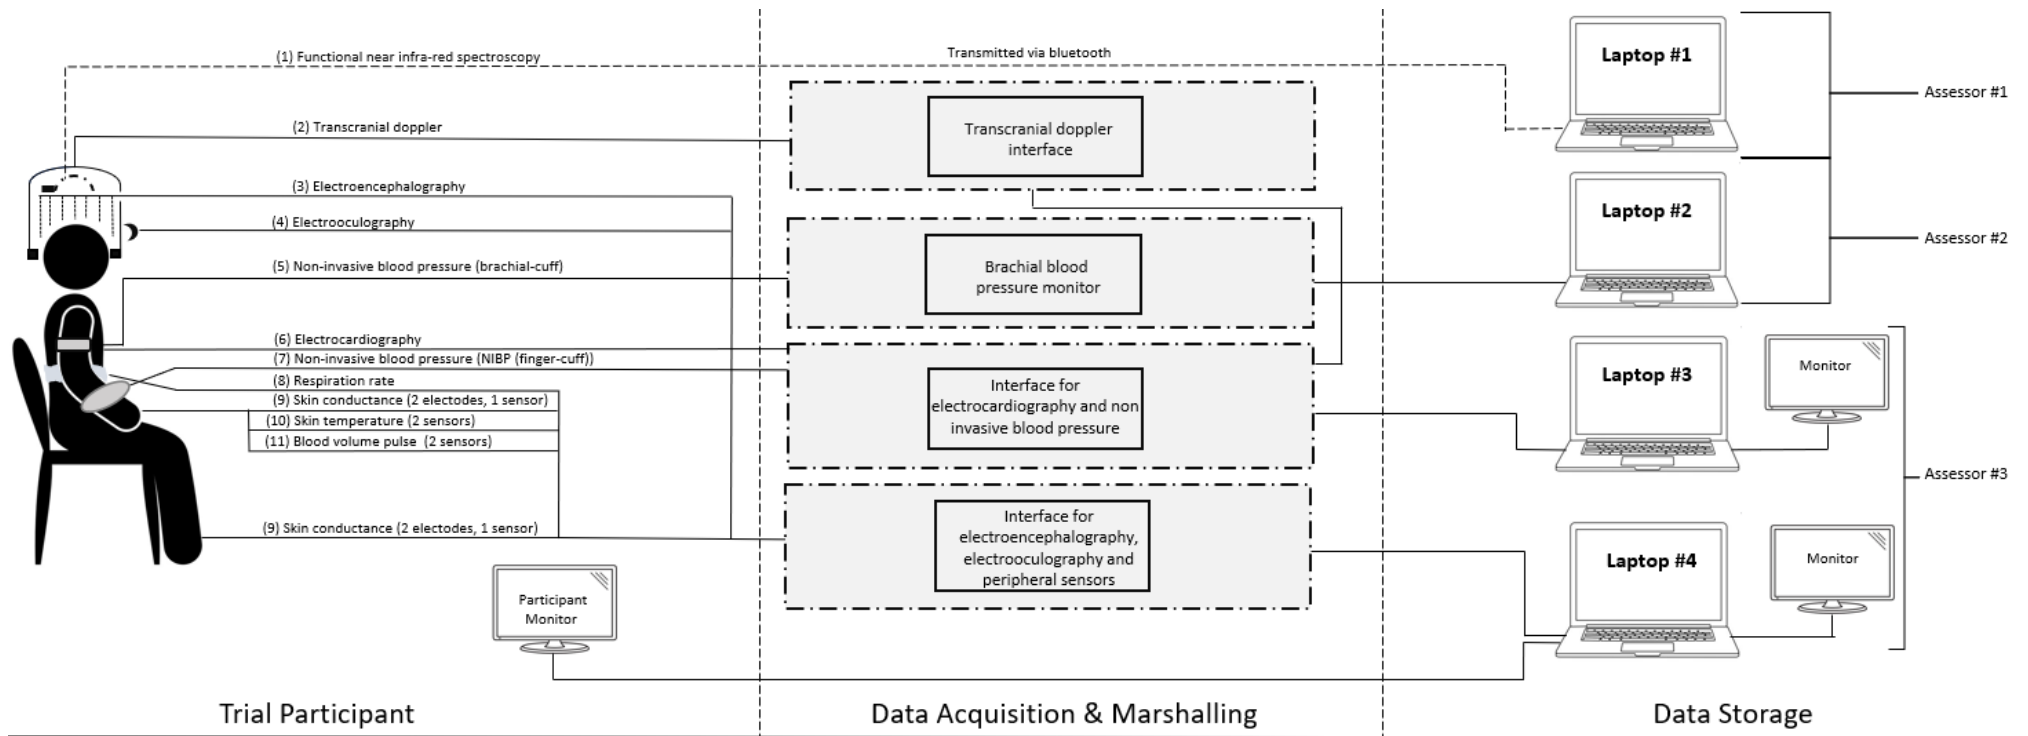 (1) Functional near infra-red spectroscopy
Transmitted via bluetooth
(2) Transcranial doppler
(3) Electroencephalography
(4) Electrooculography
(5) Non-invasive blood pressure (brachial-cuff)
(6) Electrocardiography
(7) Non-invasive blood pressure (NIBP (finger-cuff))
(8) Respiration rate
(9) Skin conductance (2 electodes, 1 sensor)
(10) Skin temperature (2 sensors)
(11) Blood volume pulse (2 sensors)
(9) Skin conductance (2 electodes, 1 sensor)
Participant
Monitor
Trial Participant
Transcranial doppler
interface
Brachial blood
pressure monitor
Interface for
electrocardiography and non
invasive blood pressure
Interface for
electroencephalography,
electrooculography and
peripheral sensors
Data Acquisition & Marshalling
Laptop #1
Laptop #2
Laptop #3
Monitor
Laptop #4
Monitor
Assessor #1
Assessor #2
Assessor #3
Data Storage